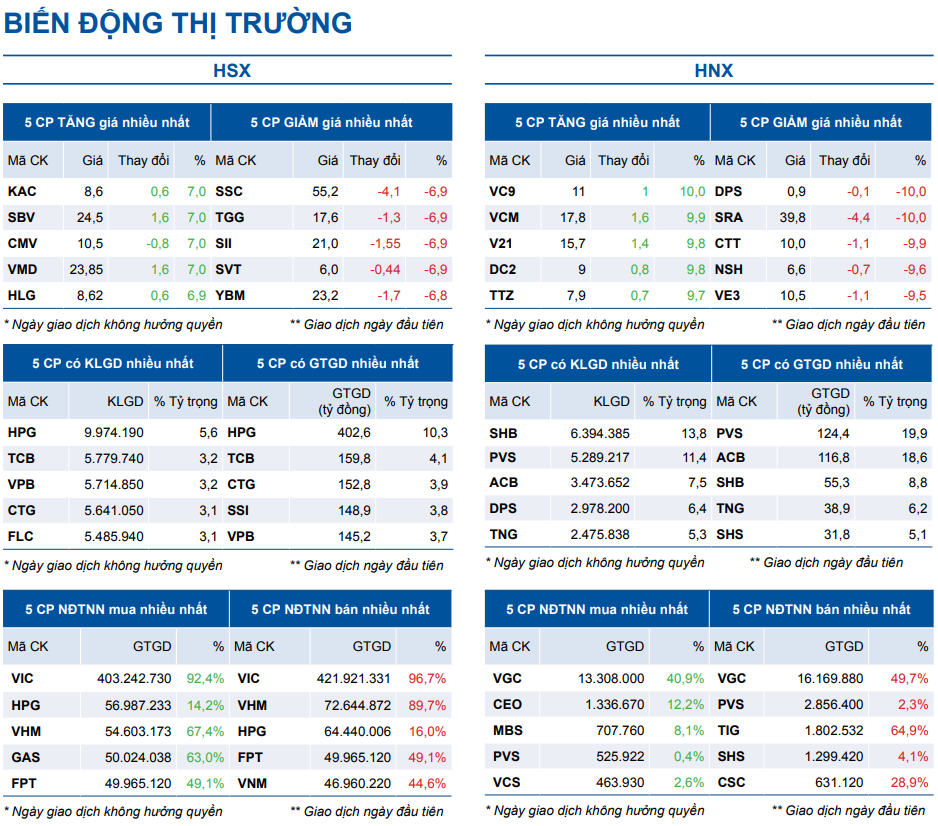 BIẾN ĐỘNG THỊ TRƯỜNG
HSX
5 CP TĂNG giá nhiều nhất 5 CP GIẢM giá nhiều nhất
Mã CK Giá Thay đổi % Mã CK Giá Thay đổi %
KAC 8,6 0,6 7,0 SSC 55,2 -4,1 -6,9
SBV 24,5 1,6 7,0 TGG 17,6 -1,3 -6,9
CMV 10,5 -0,8 7,0 SII 21,0 -1,55 -6,9
VMD 23,85 1,6 7,0 SVT 6,0 -0,44 -6,9
HLG 8,62 0,6 6,9 YBM 23,2 -1,7 -6,8
* Ngày giao dịch không hưởng quyền ** Giao dịch ngày đầu tiên
5 CP có KLGD nhiều nhất 5 CP có GTGD nhiều nhất
Mã CK KLGD % Tỷ trọng Mã CK GTGD (tỷ đồng) % Tỷ trọng
HPG 9.974.190 5,6 HPG 402,6 10,3
TCB 5.779.740 3,2 TCB 159,8 4,1
VPB 5.714.850 3,2 CTG 152,8 3,9
CTG 5.641.050 3,1 SSI 148,9 3,8
FLC 5.485.940 3,1 VPB 145,2 3,7
* Ngày giao dịch không hưởng quyền ** Giao dịch ngày đầu tiên
5 CP NĐTNN mua nhiều nhất 5 CP NĐTNN bán nhiều nhất
Mã CK GTGD % Mã CK GTGD %
VIC 403.242.730 92,4% VIC 421.921.331 96,7%
HPG 56.987.233 14,2% VHM 72.644.872 89,7%
VHM 54.603.173 67,4% HPG 64.440.006 16,0%
GAS 50.024.038 63,0% FPT 49.965.120 49,1%
FPT 49.965.120 49,1% VNM 46.960.220 44,6%
* Ngày giao dịch không hưởng quyền ** Giao dịch ngày đầu tiên
HNX
5 CP TĂNG giá nhiều nhất 5 CP GIẢM giá nhiều nhất
Mã CK Giá Thay đổi % Mã CK Giá Thay đổi %
VC9 11 1 10,0 DPS 0,9 -0,1 -10,0
VCM 17,8 1,6 9,9 SRA 39,8 -4,4 -10,0
V21 15,7 1,4 9,8 CTT 10,0 -1,1 -9,9
DC2 9 0,8 9,8 NSH 6,6 -0,7 -9,6
TTZ 7,9 0,7 9,7 VE3 10,5 -1,1 -9,5
* Ngày giao dịch không hưởng quyền ** Giao dịch ngày đầu tiên
5 CP có KLGD nhiều nhất 5 CP có GTGD nhiều nhất
Mã CK KLGD % Tỷ trọng Mã CK GTGD (tỷ đồng) % Tỷ trọng
SHB 6.394.385 13,8 PVS 124,4 19,9
PVS 5.289.217 11,4 ACB 116,8 18,6
ACB 3.473.652 7,5 SHB 55,3 8,8
DPS 2.978.200 6,4 TNG 38,9 6,2
TNG 2.475.838 5,3 SHS 31,8 5,1
* Ngày giao dịch không hưởng quyền ** Giao dịch ngày đầu tiên
5 CP NĐTNN mua nhiều nhất 5 CP NĐTNN bán nhiều nhất
Mã CK GTGD % Mã CK GTGD %
VGC 13.308.000 40,9% VGC 16.169.880 49,7%
CEO 1.336.670 12,2% PVS 2.856.400 2,3%
MBS 707.760 8,1% TIG 1.802.532 64,9%
PVS 525.922 0,4% SHS 1.299.420 4,1%
VCS 463.930 2,6% CSC 631.120 28,9%
* Ngày giao dịch không hưởng quyền ** Giao dịch ngày đầu tiên